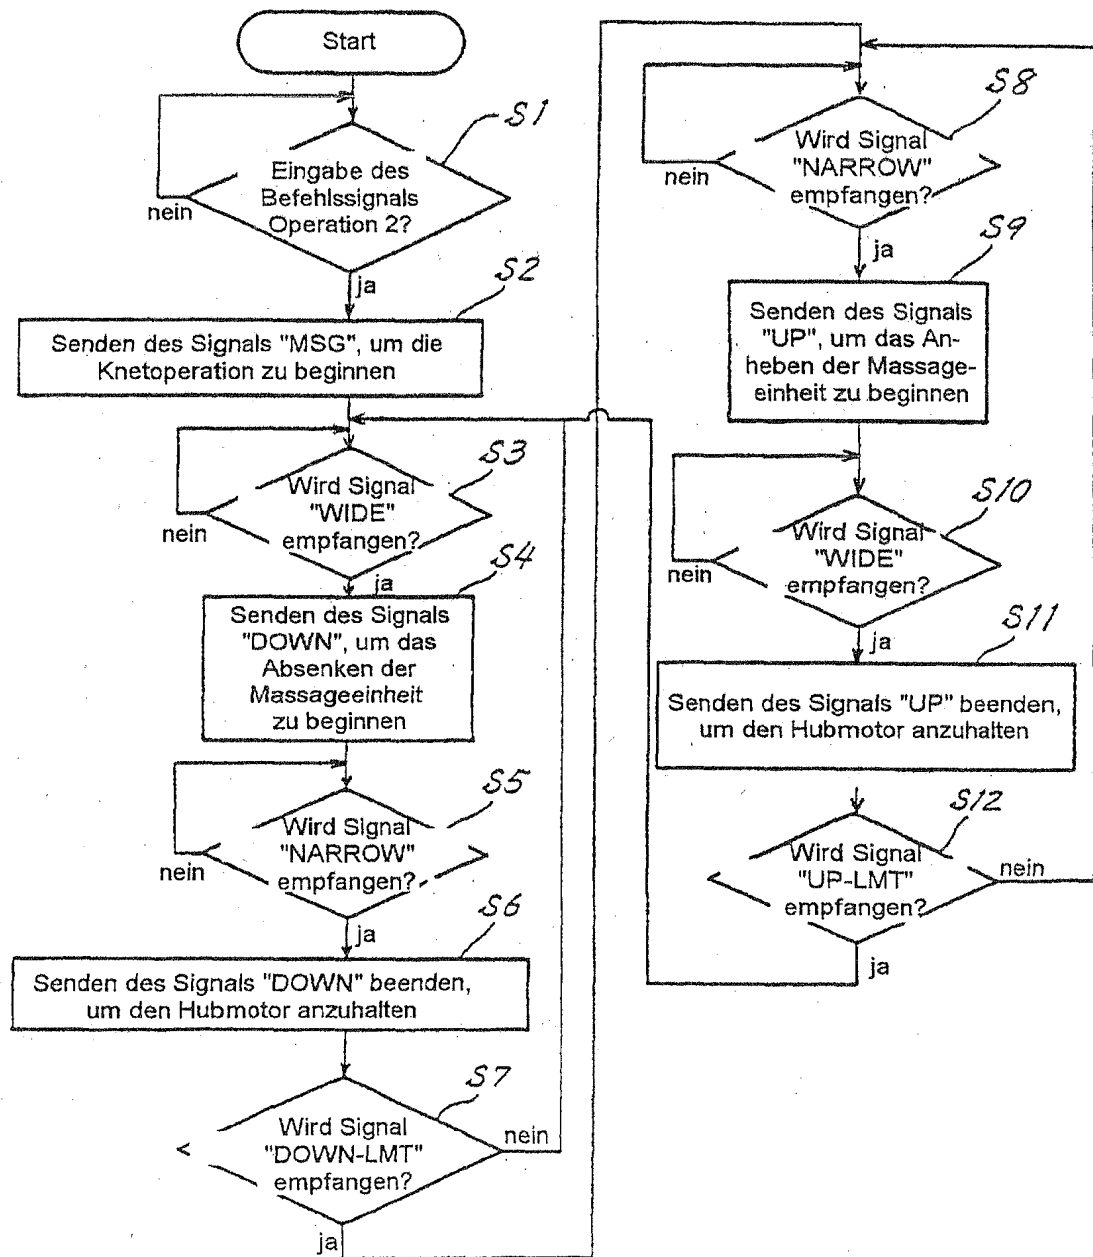 Start
S1
Eingabe des
Befehlssignals
Operation 2?
nein
ja
S2
Senden des Signals "MSG", um die
Knetoperation zu beginnen
S3
Wird Signal
"WIDE"
empfangen?
nein
ja
S4
Senden des Signals
"DOWN", um das
Absenken der
Massageeinheit
zu beginnen
S5
Wird Signal
"NARROW"
empfangen?
nein
ja
S6
Senden des Signals "DOWN" beenden,
um den Hubmotor anzuhalten
S7
Wird Signal
"DOWN-LMT"
empfangen?
nein
ja
S8
Wird Signal
"NARROW"
empfangen?
nein
ja
S9
Senden des Signals
"UP", um das An-
heben der Massage-
einheit zu beginnen
S10
Wird Signal
"WIDE"
empfangen?
nein
ja
S11
Senden des Signals "UP" beenden,
um den Hubmotor anzuhalten
S12
Wird Signal
"UP-LMT"
empfangen?
nein
ja